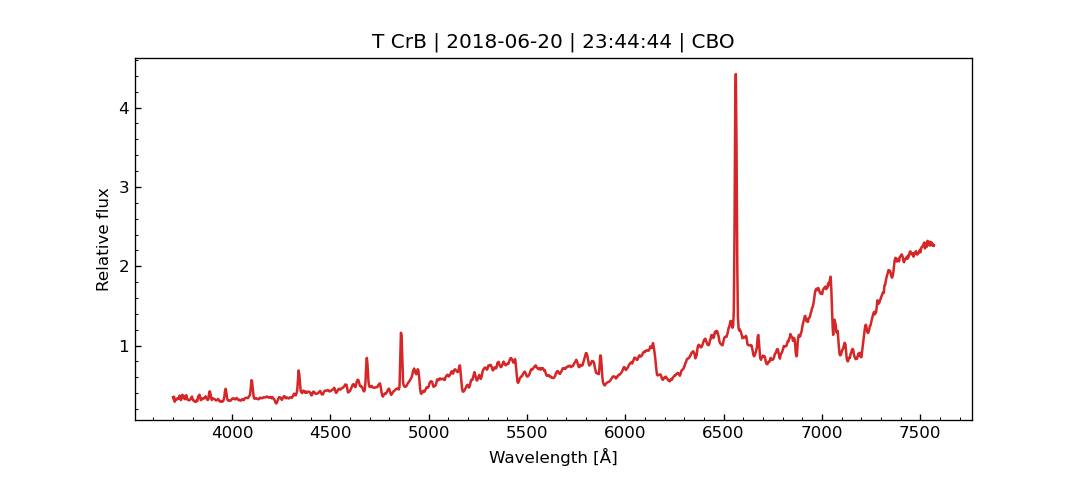 T CrB | 2018-06-20 | 23:44:44 | CBO
Relative flux
4
3
2
1
4000 4500 5000 5500 6000 6500 7000 7500
Wavelength [Å]